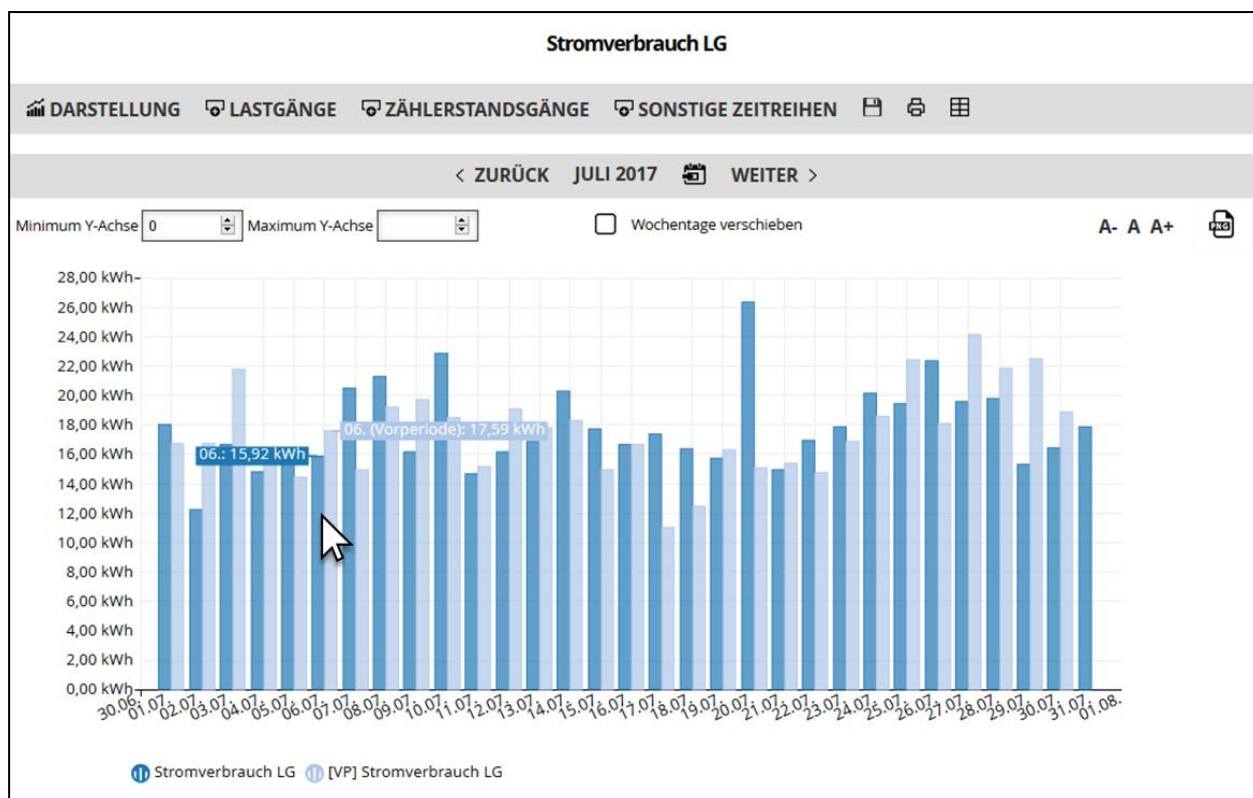 Stromverbrauch LG
DARSTELLUNG LASTGÄNGE ZÄHLERSTANDSGÄNGE SONSTIGE ZEITREIHEN
< ZURÜCK JULI 2017 WEITER >
Minimum Y-Achse 0 Maximum Y-Achse Wochentage verschieben A- A A+ PNG
28,00 kWh
26,00 kWh
24,00 kWh
22,00 kWh
20,00 kWh
18,00 kWh
06. (Vorperiode): 17,59 kWh
16,00 kWh
06.: 15,92 kWh
14,00 kWh
12,00 kWh
10,00 kWh
8,00 kWh
6,00 kWh
4,00 kWh
2,00 kWh
0,00 kWh
30.06. 01.07. 02.07. 03.07. 04.07. 05.07. 06.07. 07.07. 08.07. 09.07. 10.07. 11.07. 12.07. 13.07. 14.07. 15.07. 16.07. 17.07. 18.07. 19.07. 20.07. 21.07. 22.07. 23.07. 24.07. 25.07. 26.07. 27.07. 28.07. 29.07. 30.07. 31.07. 01.08.
Stromverbrauch LG [VP] Stromverbrauch LG